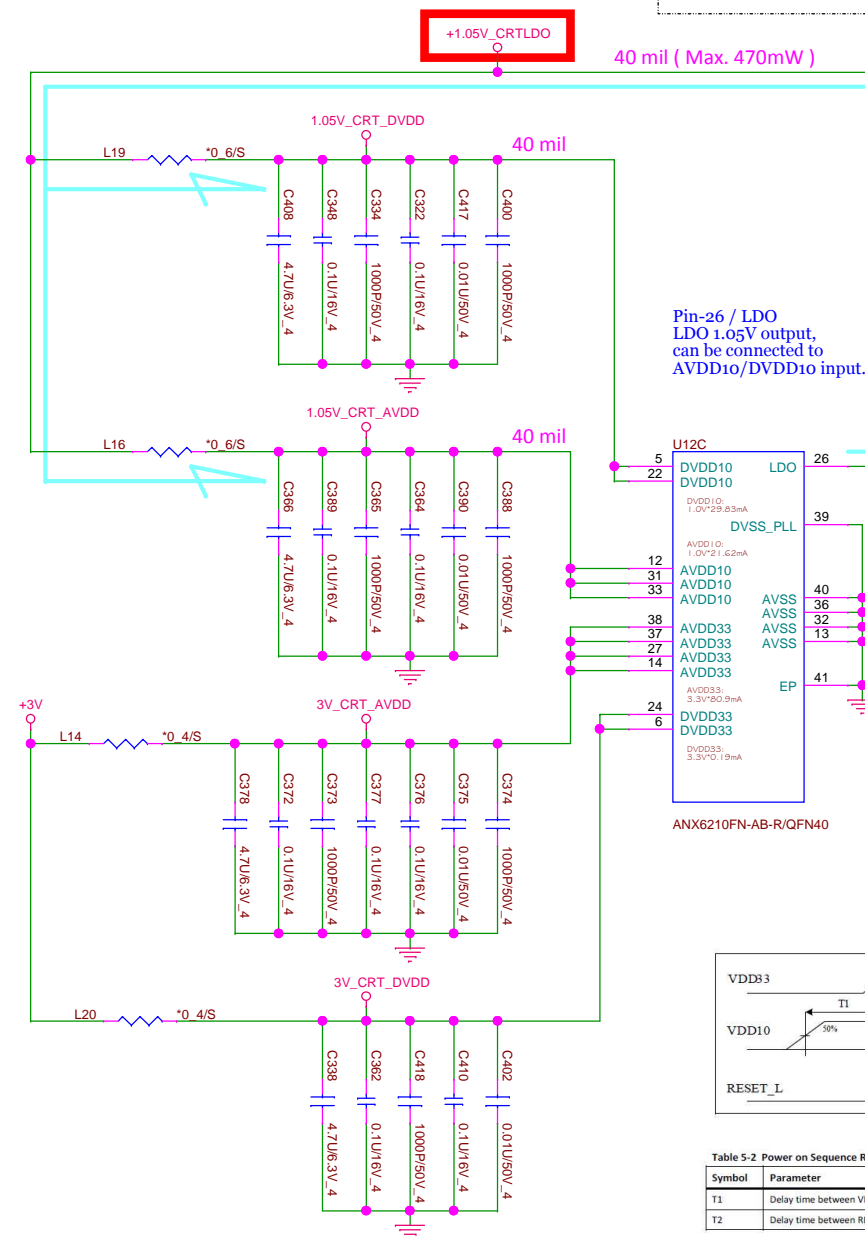 +1.05V_CRTLDO
40 mil ( Max. 470mW )
1.05V_CRT_DVDD
40 mil
L19
*0_6/S
C408
C348
C334
C322
C417
C400
4.7U/6.3V_4
0.1U/16V_4
1000P/50V_4
0.1U/16V_4
0.01U/50V_4
1000P/50V_4
Pin-26 / LDO
LDO 1.05V output,
can be connected to
AVDD10/DVDD10 input.
1.05V_CRT_AVDD
40 mil
L16
*0_6/S
C366
C389
C365
C364
C390
C388
4.7U/6.3V_4
0.1U/16V_4
1000P/50V_4
0.1U/16V_4
0.01U/50V_4
1000P/50V_4
U12C
5 DVDD10
22 DVDD10
DVDD10:
1.0V*29.83mA
AVDD10:
1.0V*21.62mA
12 AVDD10
31 AVDD10
33 AVDD10
38 AVDD33
37 AVDD33
27 AVDD33
14 AVDD33
AVDD33:
3.3V*80.9mA
24 DVDD33
6 DVDD33
DVDD33:
3.3V*0.19mA
LDO 26
DVSS_PLL 39
AVSS 40
AVSS 36
AVSS 32
AVSS 13
EP 41
ANX6210FN-AB-R/QFN40
+3V
3V_CRT_AVDD
L14
*0_4/S
C378
C372
C373
C377
C376
C375
C374
4.7U/6.3V_4
0.1U/16V_4
1000P/50V_4
0.1U/16V_4
0.1U/16V_4
0.01U/50V_4
1000P/50V_4
3V_CRT_DVDD
L20
*0_4/S
C338
C362
C418
C410
C402
4.7U/6.3V_4
0.1U/16V_4
1000P/50V_4
0.1U/16V_4
0.01U/50V_4
VDD33
T1
VDD10
50%
RESET_L
Table 5-2 Power on Sequence R
Symbol Parameter
T1 Delay time between V
T2 Delay time between R